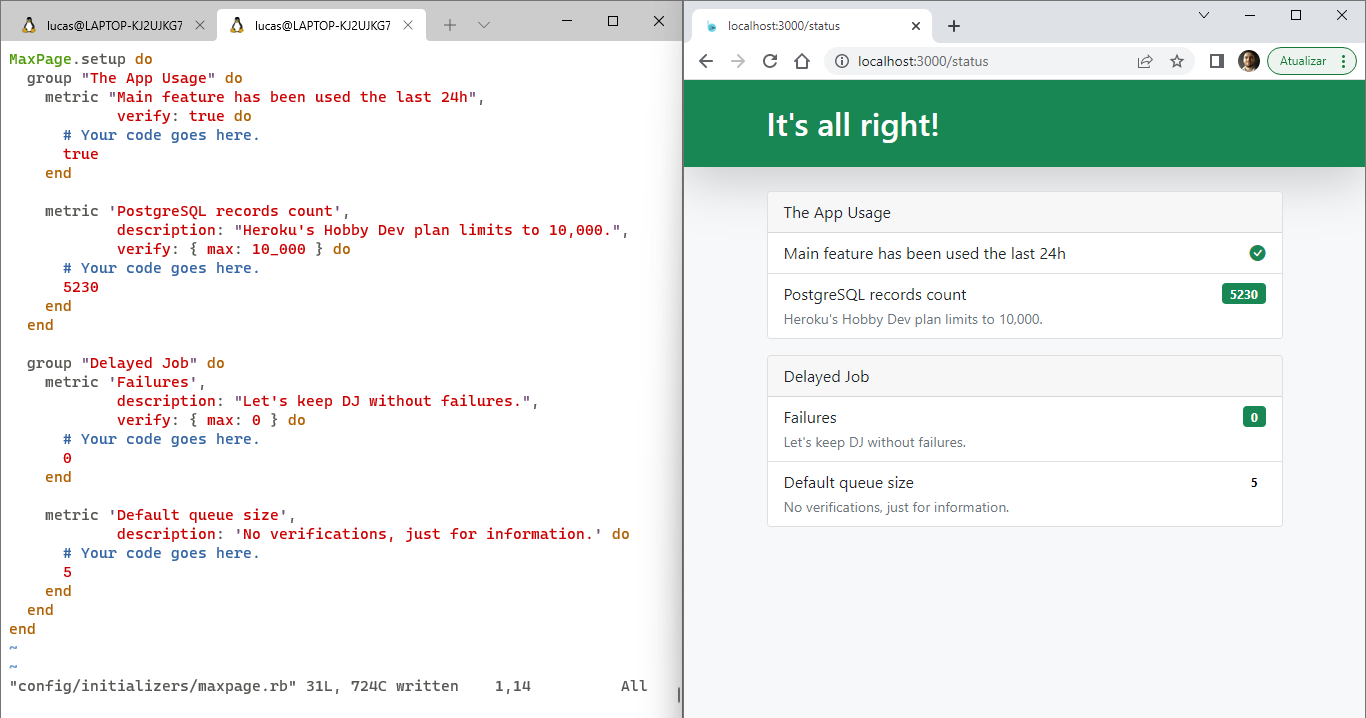 lucas@LAPTOP-KJ2UJKG7
lucas@LAPTOP-KJ2UJKG7
MaxPage.setup do
  group "The App Usage" do
    metric "Main feature has been used the last 24h",
            verify: true do
      # Your code goes here.
      true
    end

    metric 'PostgreSQL records count',
            description: "Heroku's Hobby Dev plan limits to 10,000.",
            verify: { max: 10_000 } do
      # Your code goes here.
      5230
    end
  end

  group "Delayed Job" do
    metric 'Failures',
            description: "Let's keep DJ without failures.",
            verify: { max: 0 } do
      # Your code goes here.
      0
    end

    metric 'Default queue size',
            description: 'No verifications, just for information.' do
      # Your code goes here.
      5
    end
  end
end
~
~
"config/initializers/maxpage.rb" 31L, 724C written    1,14          All
localhost:3000/status
localhost:3000/status
Atualizar
It's all right!
The App Usage
Main feature has been used the last 24h
PostgreSQL records count 5230
Heroku's Hobby Dev plan limits to 10,000.
Delayed Job
Failures 0
Let's keep DJ without failures.
Default queue size 5
No verifications, just for information.